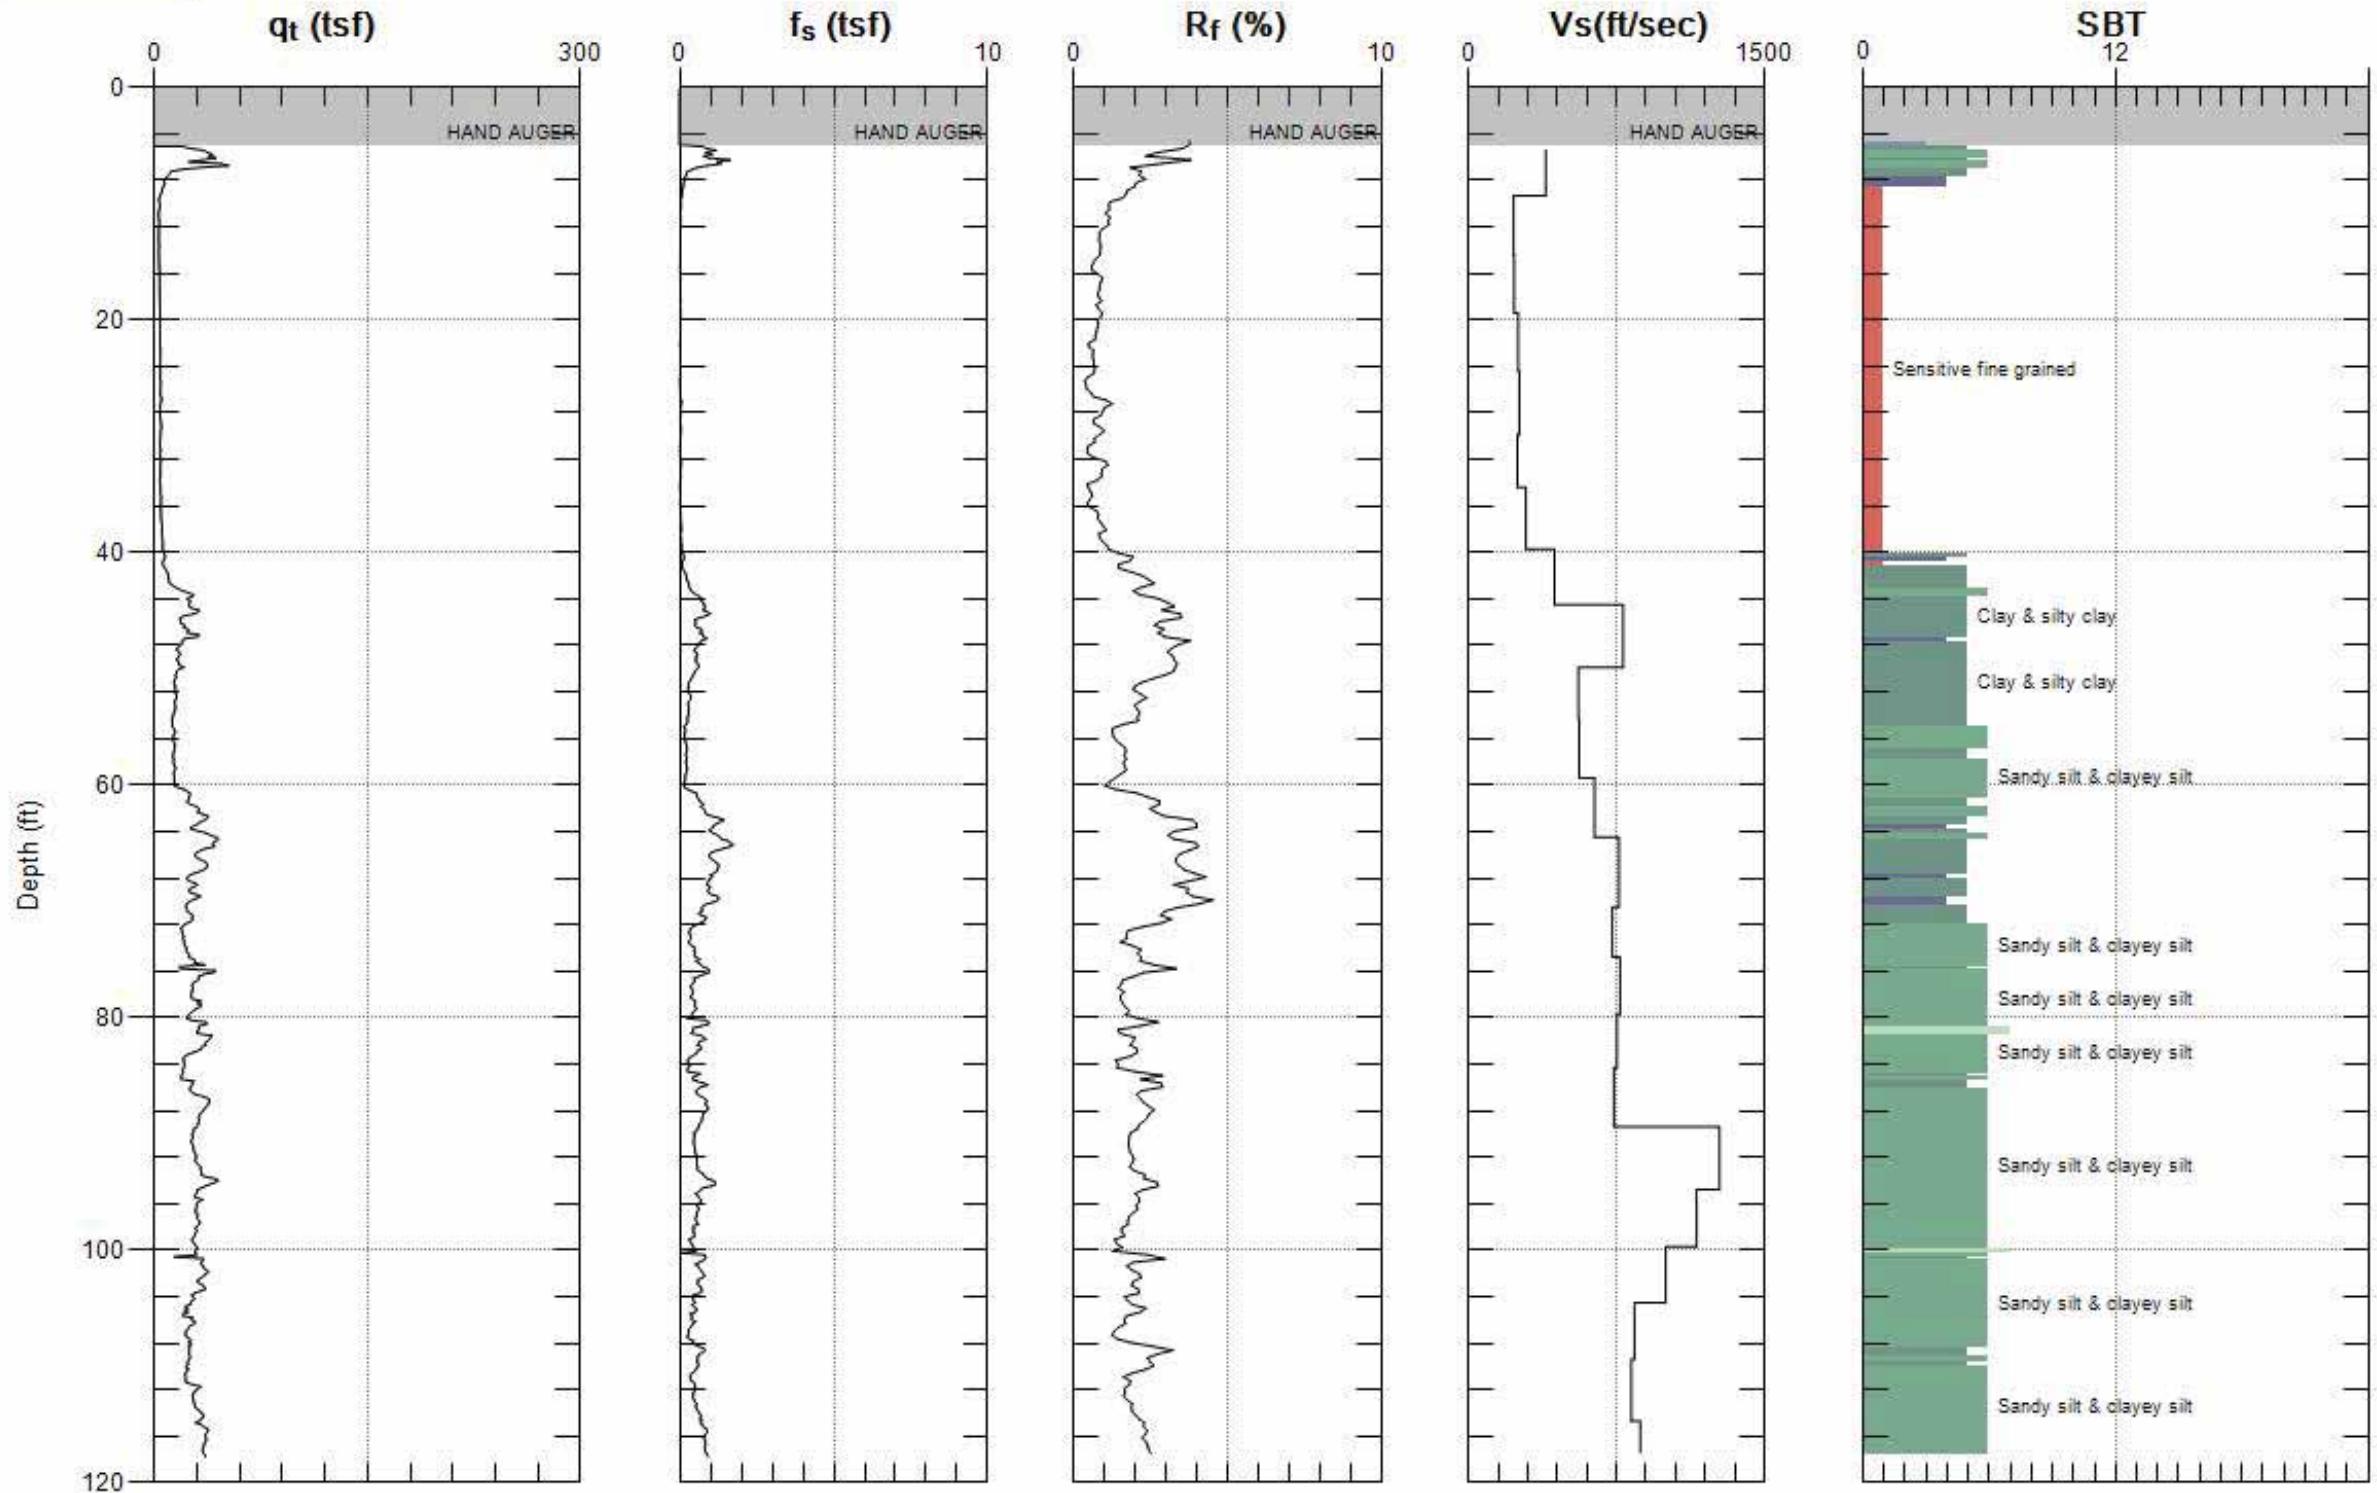 qt (tsf)
fs (tsf)
Rf (%)
Vs(ft/sec)
SBT
0 300 0 10 0 10 0 1500 0 12
0
HAND AUGER HAND AUGER HAND AUGER HAND AUGER
20
Sensitive fine grained
40
Clay & silty clay
Clay & silty clay
60
Sandy silt & clayey silt
Depth (ft)
Sandy silt & clayey silt
Sandy silt & clayey silt
80
Sandy silt & clayey silt
Sandy silt & clayey silt
100
Sandy silt & clayey silt
Sandy silt & clayey silt
120